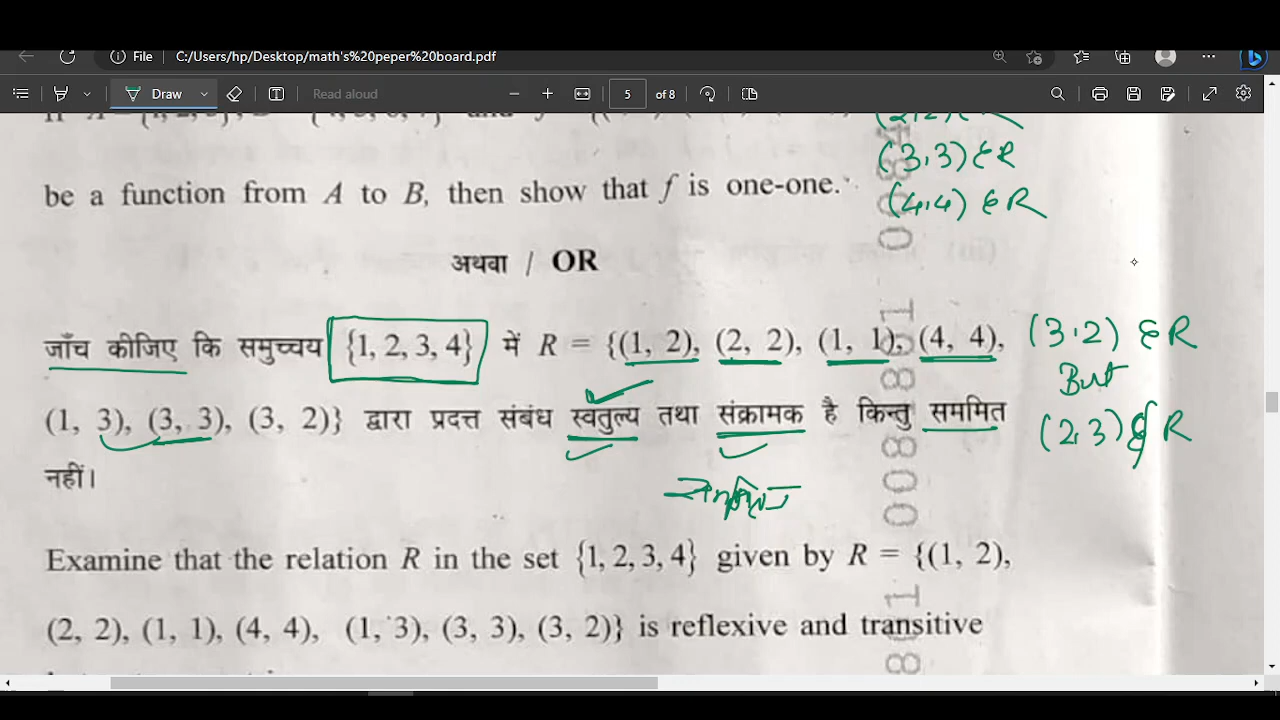 File C:/Users/hp/Desktop/math's%20peper%20board.pdf
Draw Read aloud 5 of 8
(3,3) ∈ R
be a function from A to B, then show that f is one-one.
(4,4) ∈ R
अथवा / OR
जाँच कीजिए कि समुच्चय {1, 2, 3, 4} में R = {(1, 2), (2, 2), (1, 1), (4, 4),
(3,2) ∈ R
But
(1, 3), (3, 3), (3, 2)} द्वारा प्रदत्त संबंध स्वतुल्य तथा संक्रामक है किन्तु सममित
(2,3) ∉ R
नहीं।
Examine that the relation R in the set {1, 2, 3, 4} given by R = {(1, 2),
(2, 2), (1, 1), (4, 4), (1, 3), (3, 3), (3, 2)} is reflexive and transitive